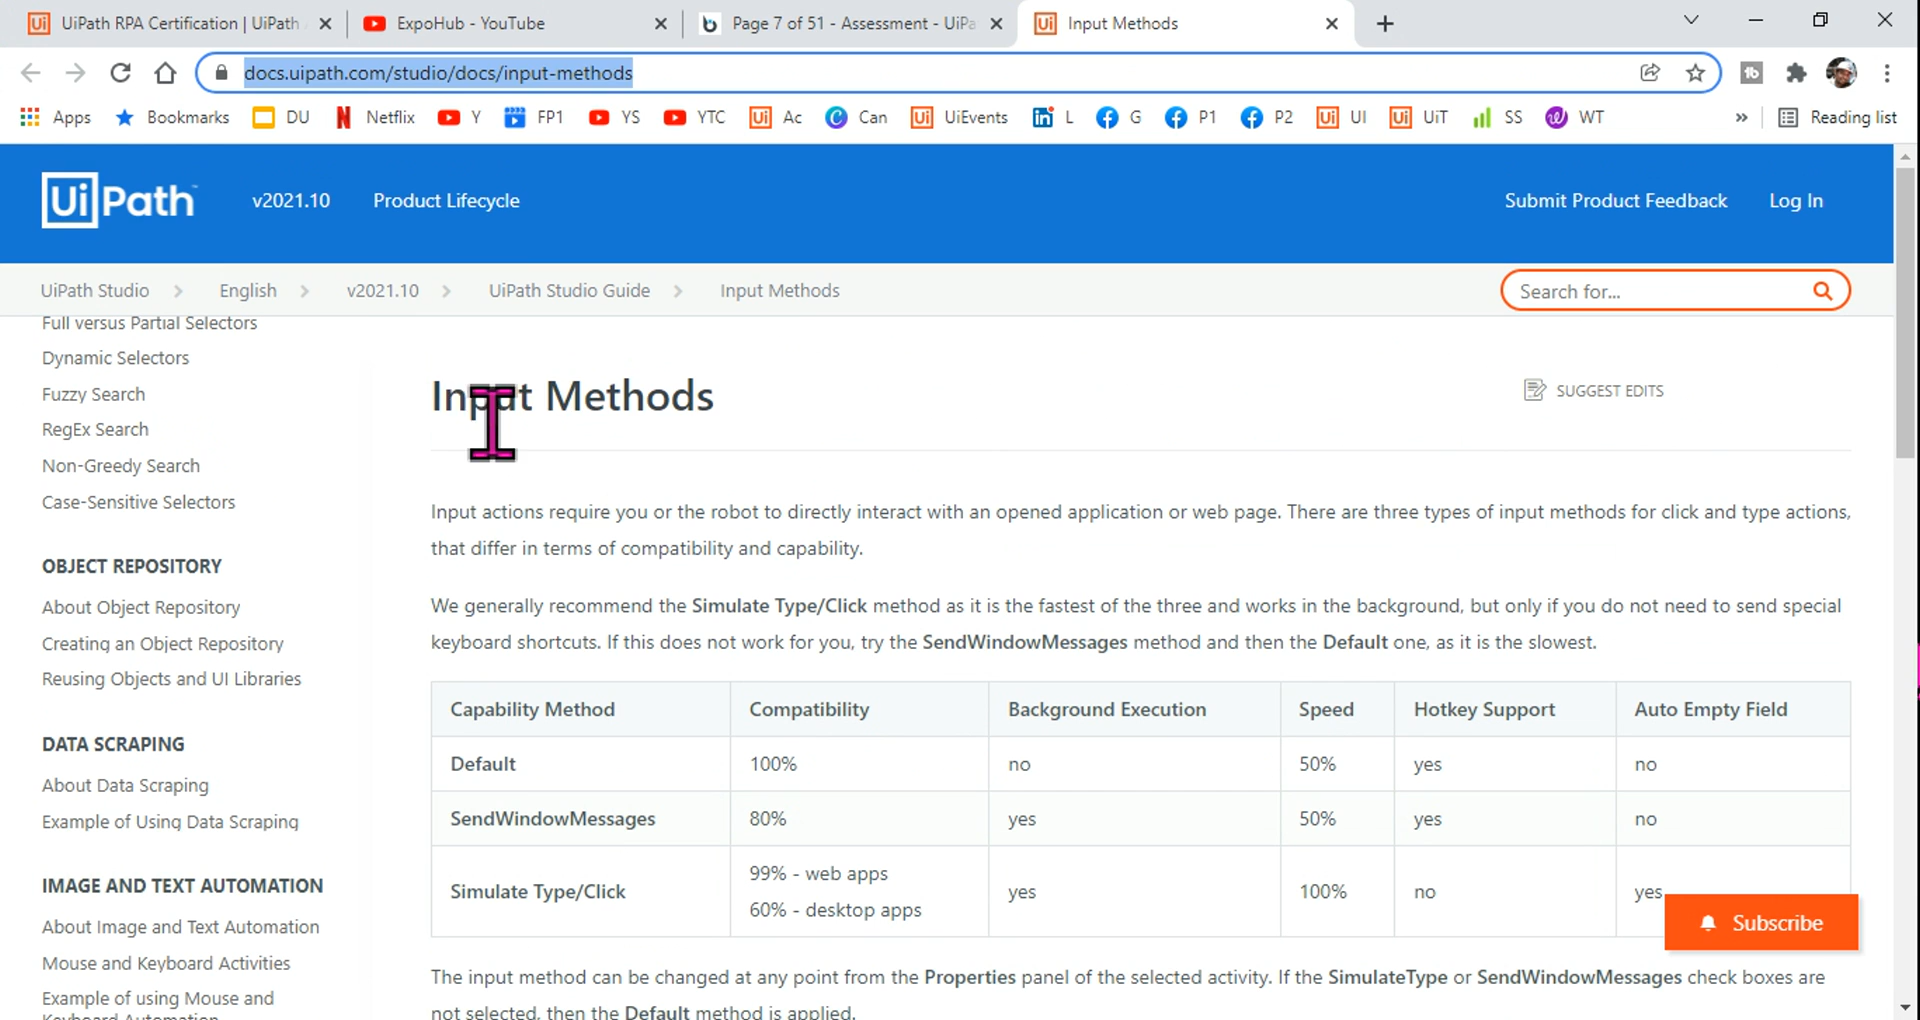 UiPath RPA Certification | UiPath
ExpoHub - YouTube
Page 7 of 51 - Assessment - UiPa
Input Methods
docs.uipath.com/studio/docs/input-methods
Apps
Bookmarks
DU
Netflix
Y
FP1
YS
YTC
Ac
Can
UiEvents
L
G
P1
P2
UI
UiT
SS
WT
»
Reading list
UiPath
v2021.10
Product Lifecycle
Submit Product Feedback
Log In
UiPath Studio > English > v2021.10 > UiPath Studio Guide > Input Methods
Search for...
Full versus Partial Selectors
Dynamic Selectors
Fuzzy Search
RegEx Search
Non-Greedy Search
Case-Sensitive Selectors
OBJECT REPOSITORY
About Object Repository
Creating an Object Repository
Reusing Objects and UI Libraries
DATA SCRAPING
About Data Scraping
Example of Using Data Scraping
IMAGE AND TEXT AUTOMATION
About Image and Text Automation
Mouse and Keyboard Activities
Example of using Mouse and
Keyboard Automation
Input Methods
SUGGEST EDITS
Input actions require you or the robot to directly interact with an opened application or web page. There are three types of input methods for click and type actions,
that differ in terms of compatibility and capability.
We generally recommend the Simulate Type/Click method as it is the fastest of the three and works in the background, but only if you do not need to send special
keyboard shortcuts. If this does not work for you, try the SendWindowMessages method and then the Default one, as it is the slowest.
Capability Method Compatibility Background Execution Speed Hotkey Support Auto Empty Field
Default 100% no 50% yes no
SendWindowMessages 80% yes 50% yes no
Simulate Type/Click 99% - web apps yes 100% no yes
60% - desktop apps
Subscribe
The input method can be changed at any point from the Properties panel of the selected activity. If the SimulateType or SendWindowMessages check boxes are
not selected, then the Default method is applied.